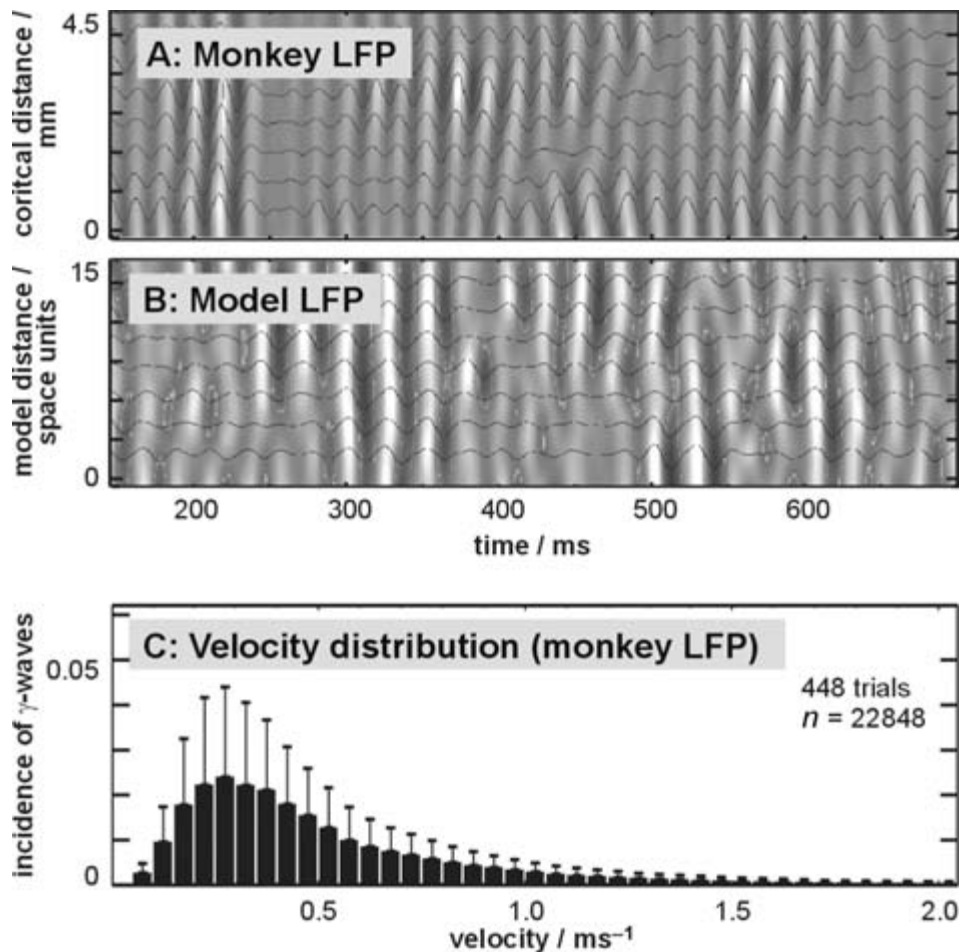 coritcal distance /
mm
4.5
0
A: Monkey LFP
model distance /
space units
15
0
B: Model LFP
200 300 400 500 600
time / ms
incidence of γ-waves
0.05
0
C: Velocity distribution (monkey LFP)
448 trials
n = 22848
0.5 1.0 1.5 2.0
velocity / ms⁻¹